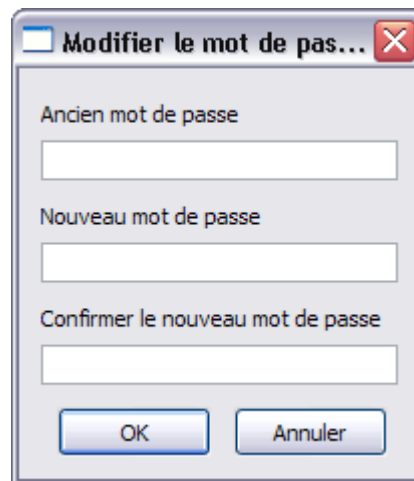 Modifier le mot de pas...
Ancien mot de passe
Nouveau mot de passe
Confirmer le nouveau mot de passe
OK Annuler